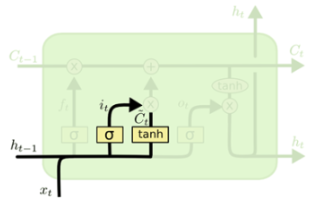 h_t
C_{t-1} × + C_t
tanh
f_t i_t C̃_t × o_t ×
σ σ tanh σ
h_{t-1} h_t
x_t